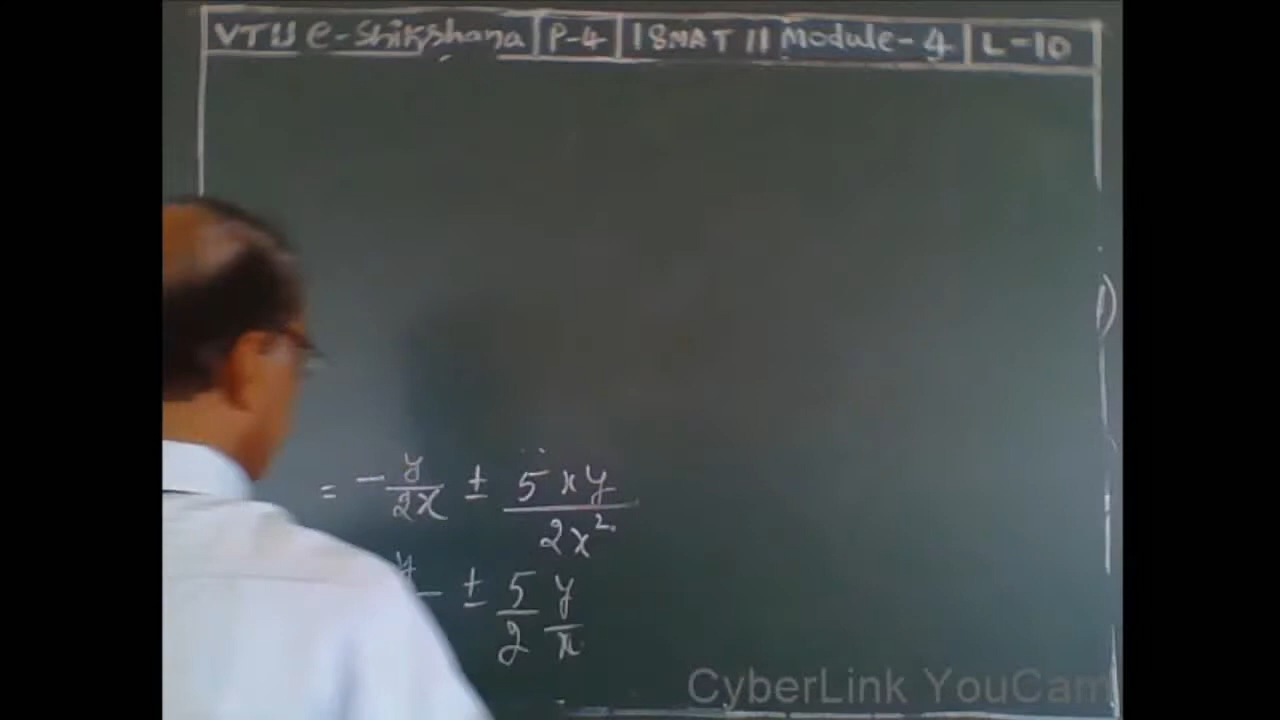 VTU e-Shikshana | P-4 | 18MAT11 Module-4 | L-10
= - y/2x ± 5xy/2x²
y ± 5/2 y/x
CyberLink YouCam